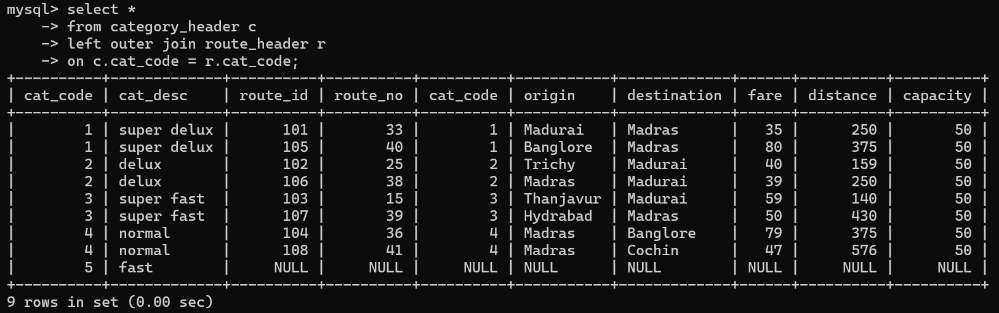 mysql> select *
    -> from category_header c
    -> left outer join route_header r
    -> on c.cat_code = r.cat_code;
+----------+-------------+----------+----------+----------+-----------+-------------+------+----------+----------+
| cat_code | cat_desc    | route_id | route_no | cat_code | origin    | destination | fare | distance | capacity |
+----------+-------------+----------+----------+----------+-----------+-------------+------+----------+----------+
|        1 | super delux |      101 |       33 |        1 | Madurai   | Madras      |   35 |      250 |       50 |
|        1 | super delux |      105 |       40 |        1 | Banglore  | Madras      |   80 |      375 |       50 |
|        2 | delux       |      102 |       25 |        2 | Trichy    | Madurai     |   40 |      159 |       50 |
|        2 | delux       |      106 |       38 |        2 | Madras    | Madurai     |   39 |      250 |       50 |
|        3 | super fast  |      103 |       15 |        3 | Thanjavur | Madurai     |   59 |      140 |       50 |
|        3 | super fast  |      107 |       39 |        3 | Hydrabad  | Madras      |   50 |      430 |       50 |
|        4 | normal      |      104 |       36 |        4 | Madras    | Banglore    |   79 |      375 |       50 |
|        4 | normal      |      108 |       41 |        4 | Madras    | Cochin      |   47 |      576 |       50 |
|        5 | fast        |     NULL |     NULL |     NULL | NULL      | NULL        | NULL |     NULL |     NULL |
+----------+-------------+----------+----------+----------+-----------+-------------+------+----------+----------+
9 rows in set (0.00 sec)